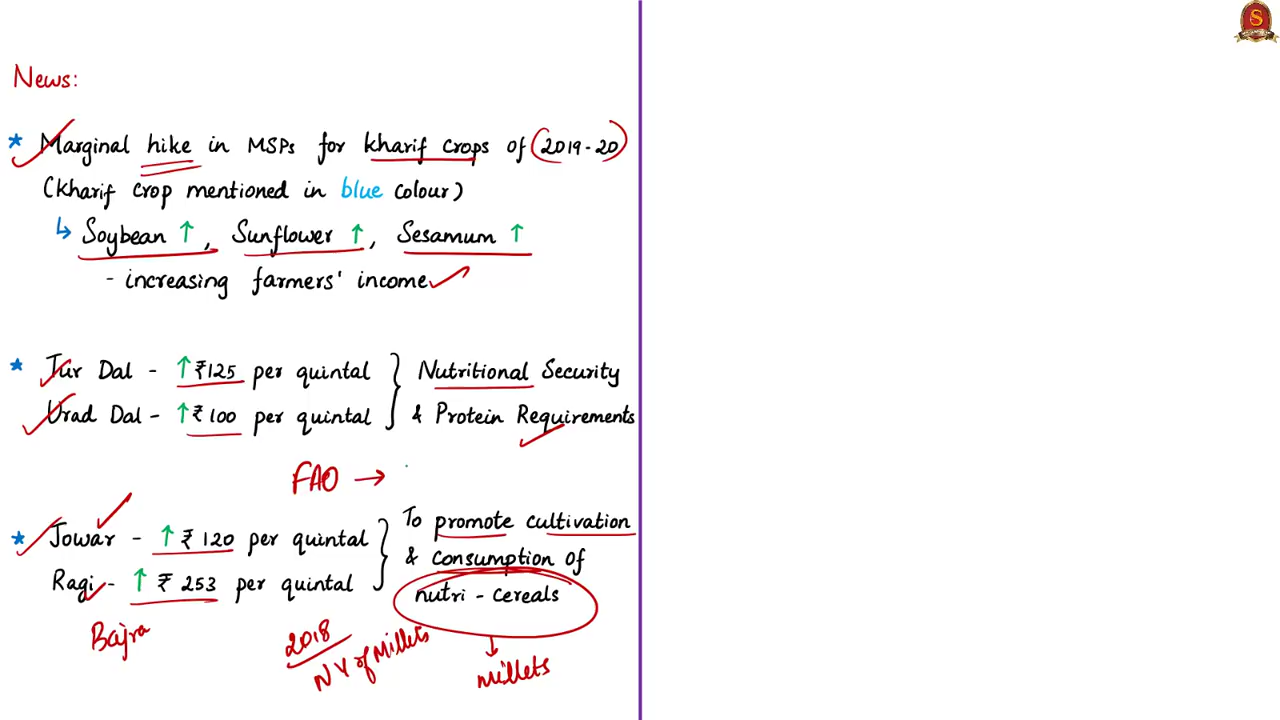 News:
* Marginal hike in MSPs for kharif crops of (2019-20)
(kharif crop mentioned in blue colour)
↳ Soybean ↑, Sunflower ↑, Sesamum ↑
- increasing farmers' income
* Tur Dal - ↑ ₹125 per quintal } Nutritional Security
Urad Dal - ↑ ₹100 per quintal } & Protein Requirements
FAO →
* Jowar - ↑ ₹ 120 per quintal } To promote cultivation
& consumption of
Ragi - ↑ ₹ 253 per quintal
nutri - cereals
Bajra
2018
NY of Millets
↓
millets
S